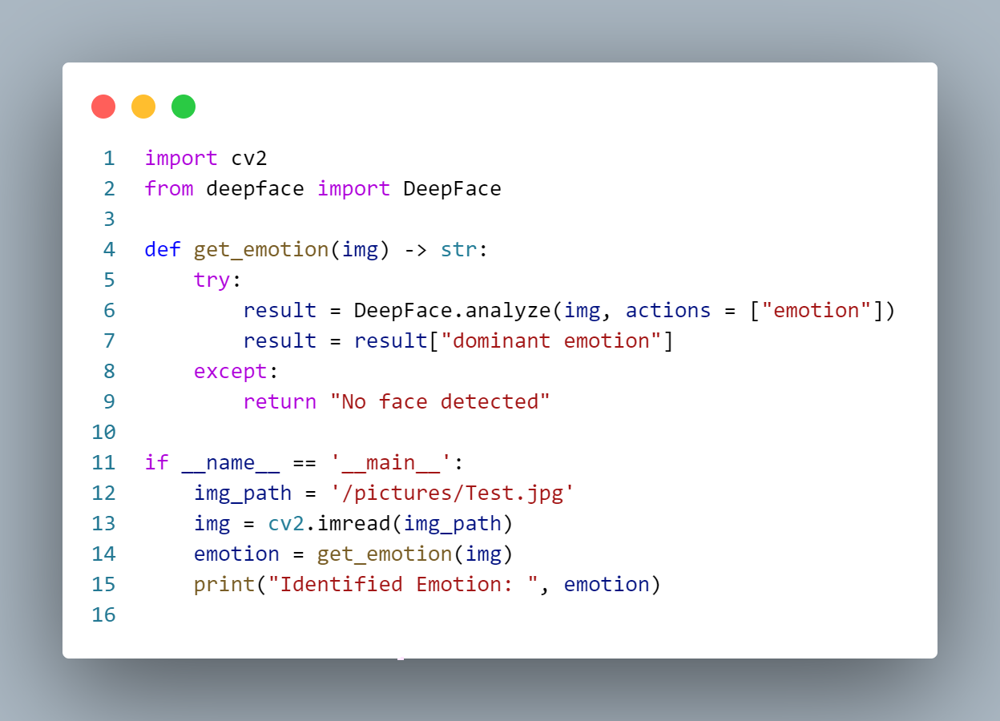 1 import cv2
2 from deepface import DeepFace
3
4 def get_emotion(img) -> str:
5     try:
6         result = DeepFace.analyze(img, actions = ["emotion"])
7         result = result["dominant emotion"]
8     except:
9         return "No face detected"
10
11 if __name__ == '__main__':
12     img_path = '/pictures/Test.jpg'
13     img = cv2.imread(img_path)
14     emotion = get_emotion(img)
15     print("Identified Emotion: ", emotion)
16